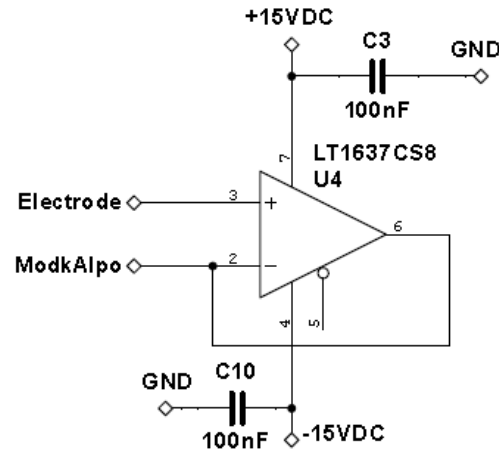 +15VDC
C3
GND
100nF
7
LT1637CS8
U4
Electrode
3
+
6
ModkAlpo
2
−
4
5
GND
C10
100nF
-15VDC